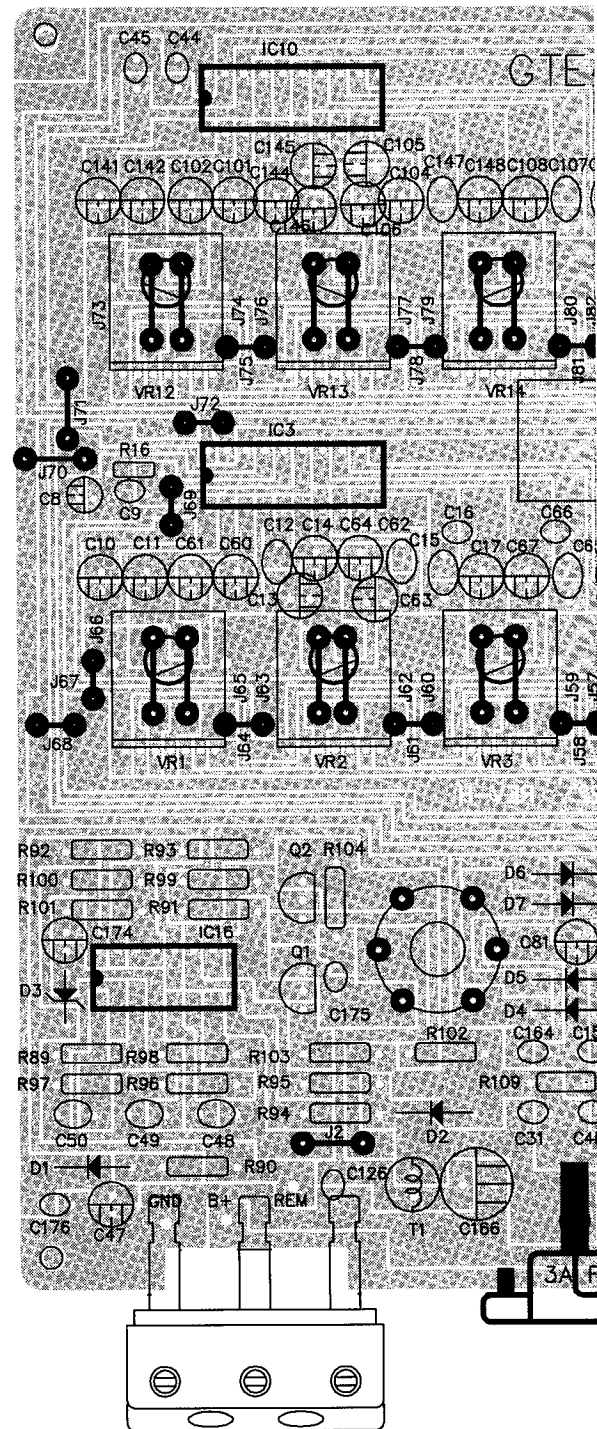 C45 C44
IC10
GTE
C145 C105
C141 C142 C102 C101 C144 C104 C147 C148 C108 C107
C146 C106
J73 J74 J76 J77 J79 J80 J82
J75 J78 J81
VR12 VR13 VR14
J71 J72
IC3
J70 R16
C8 C9 J69
C16 C66
C12 C14 C64 C62
C10 C11 C61 C60 C15 C17 C67
C13 C63
J66
J67 J65 J63 J62 J60 J59 J57
J68 J64 J61 J58
VR1 VR2 VR3
R92 R93 Q2 R104
D6
R100 R99
D7
R101 R91
C174 IC16 C81
Q1
D3 D5
C175
D4
R89 R98 R103 R102 C164
R97 R96 R95 R109
R94
C50 C49 C48 J2 D2 C31
D1 R90
C126
GND B+ REM
C176 C47 T1 C166
3A